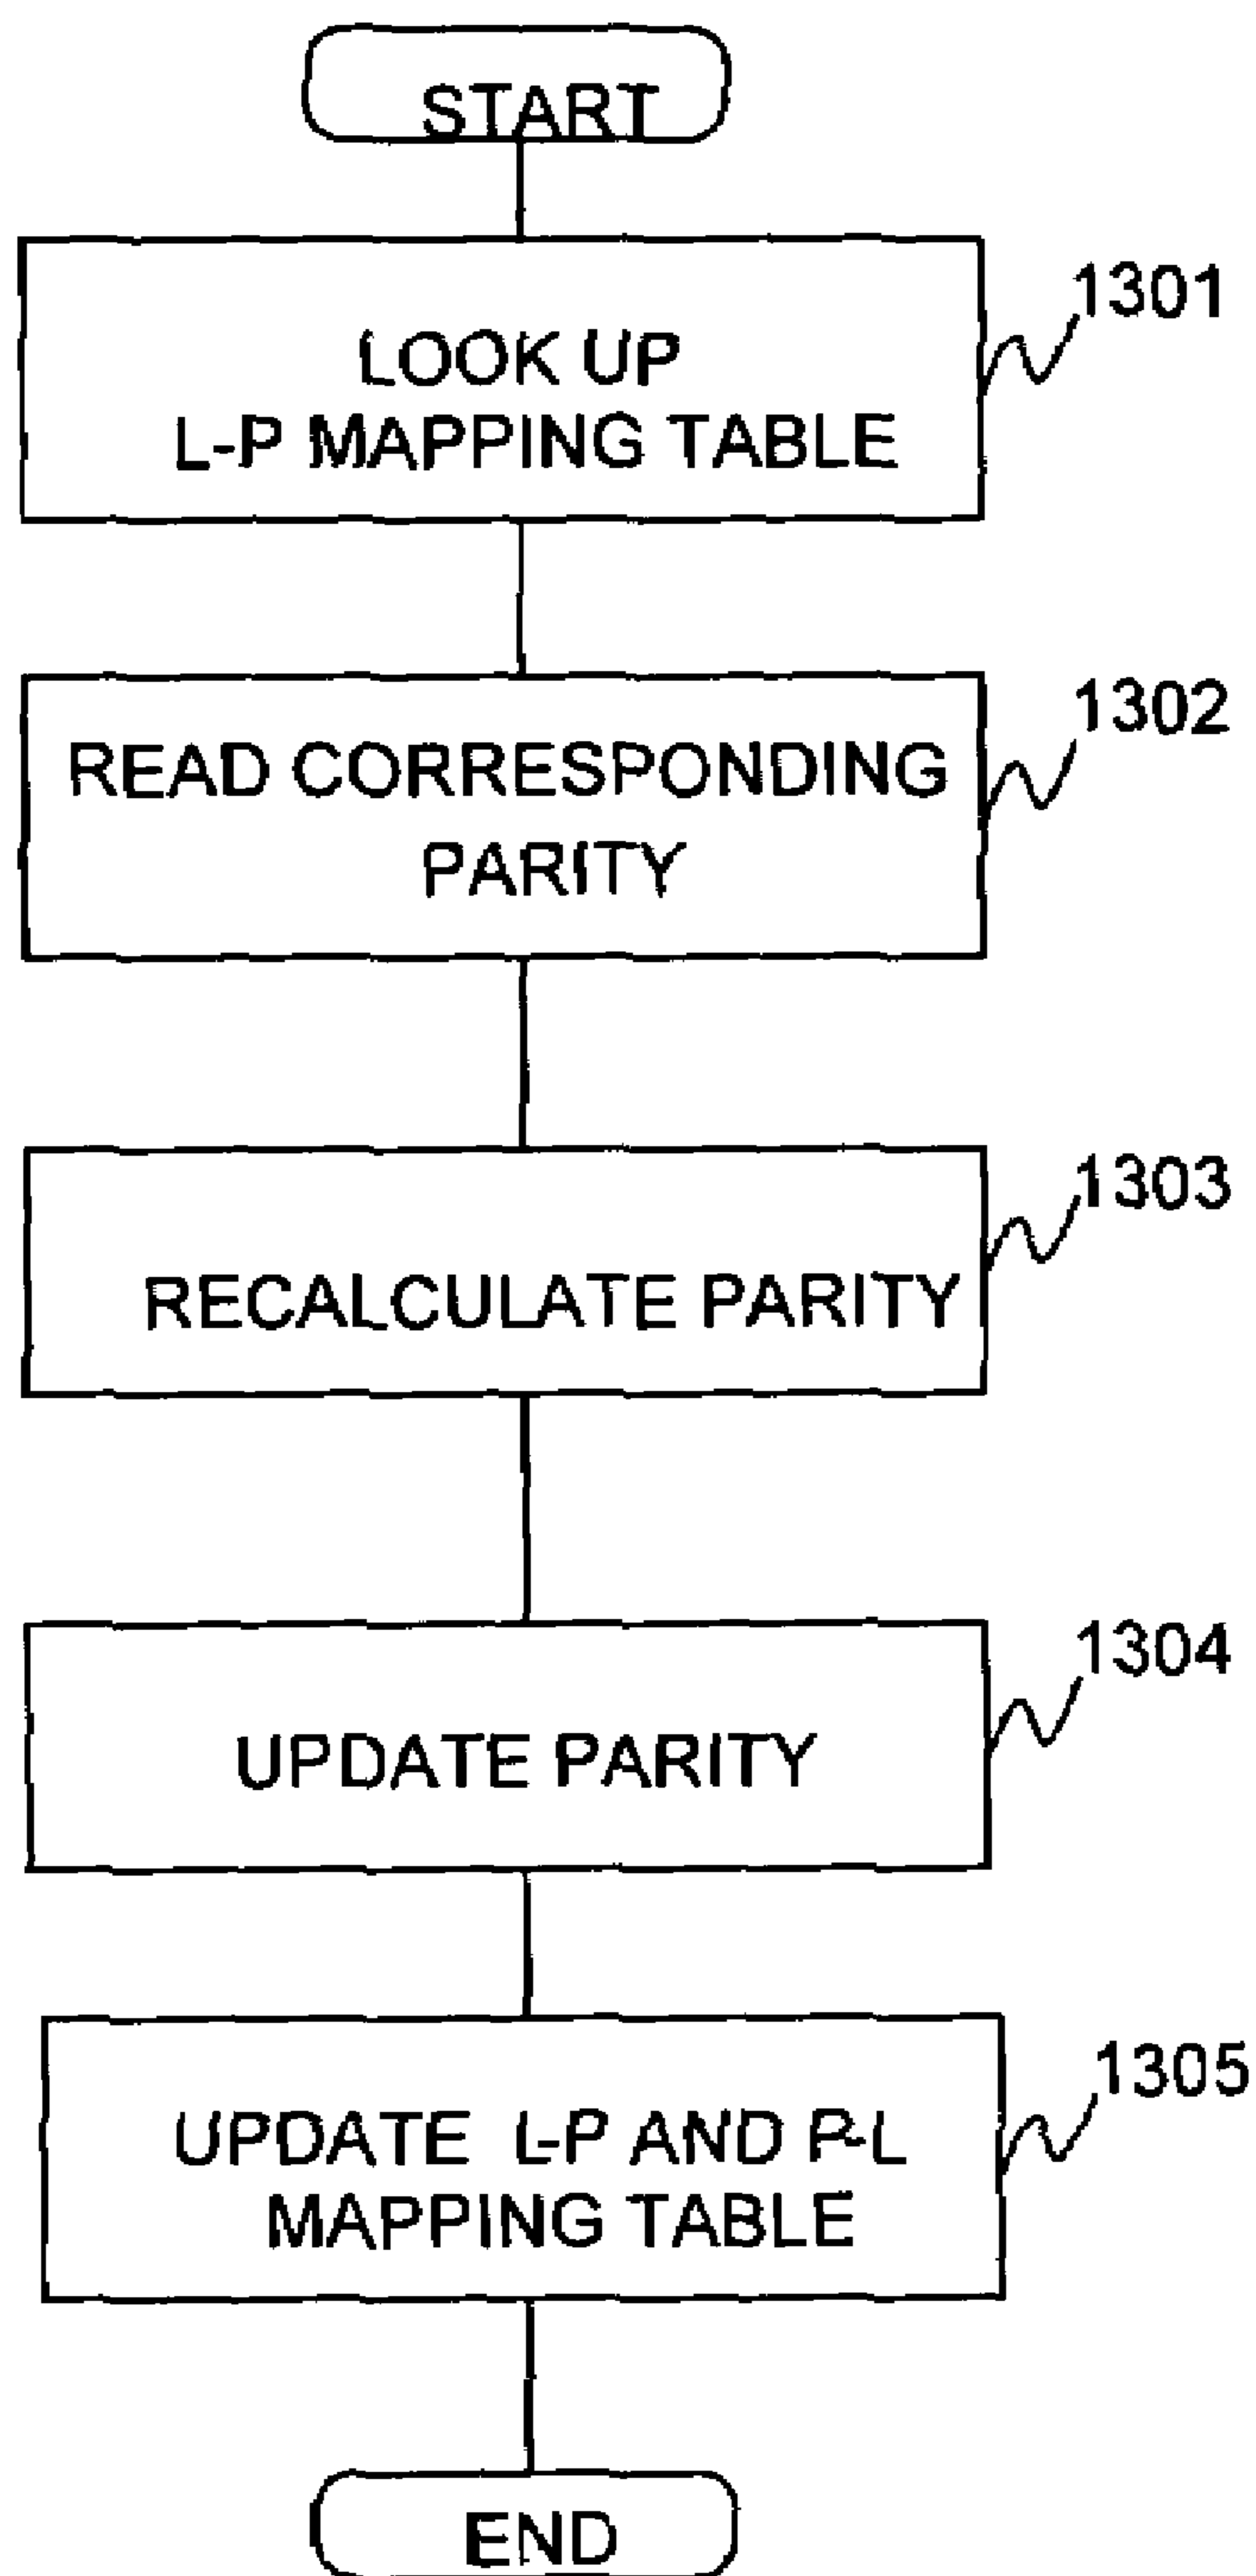 START
1301
LOOK UP
L-P MAPPING TABLE
1302
READ CORRESPONDING
PARITY
1303
RECALCULATE PARITY
1304
UPDATE PARITY
1305
UPDATE L-P AND P-L
MAPPING TABLE
END